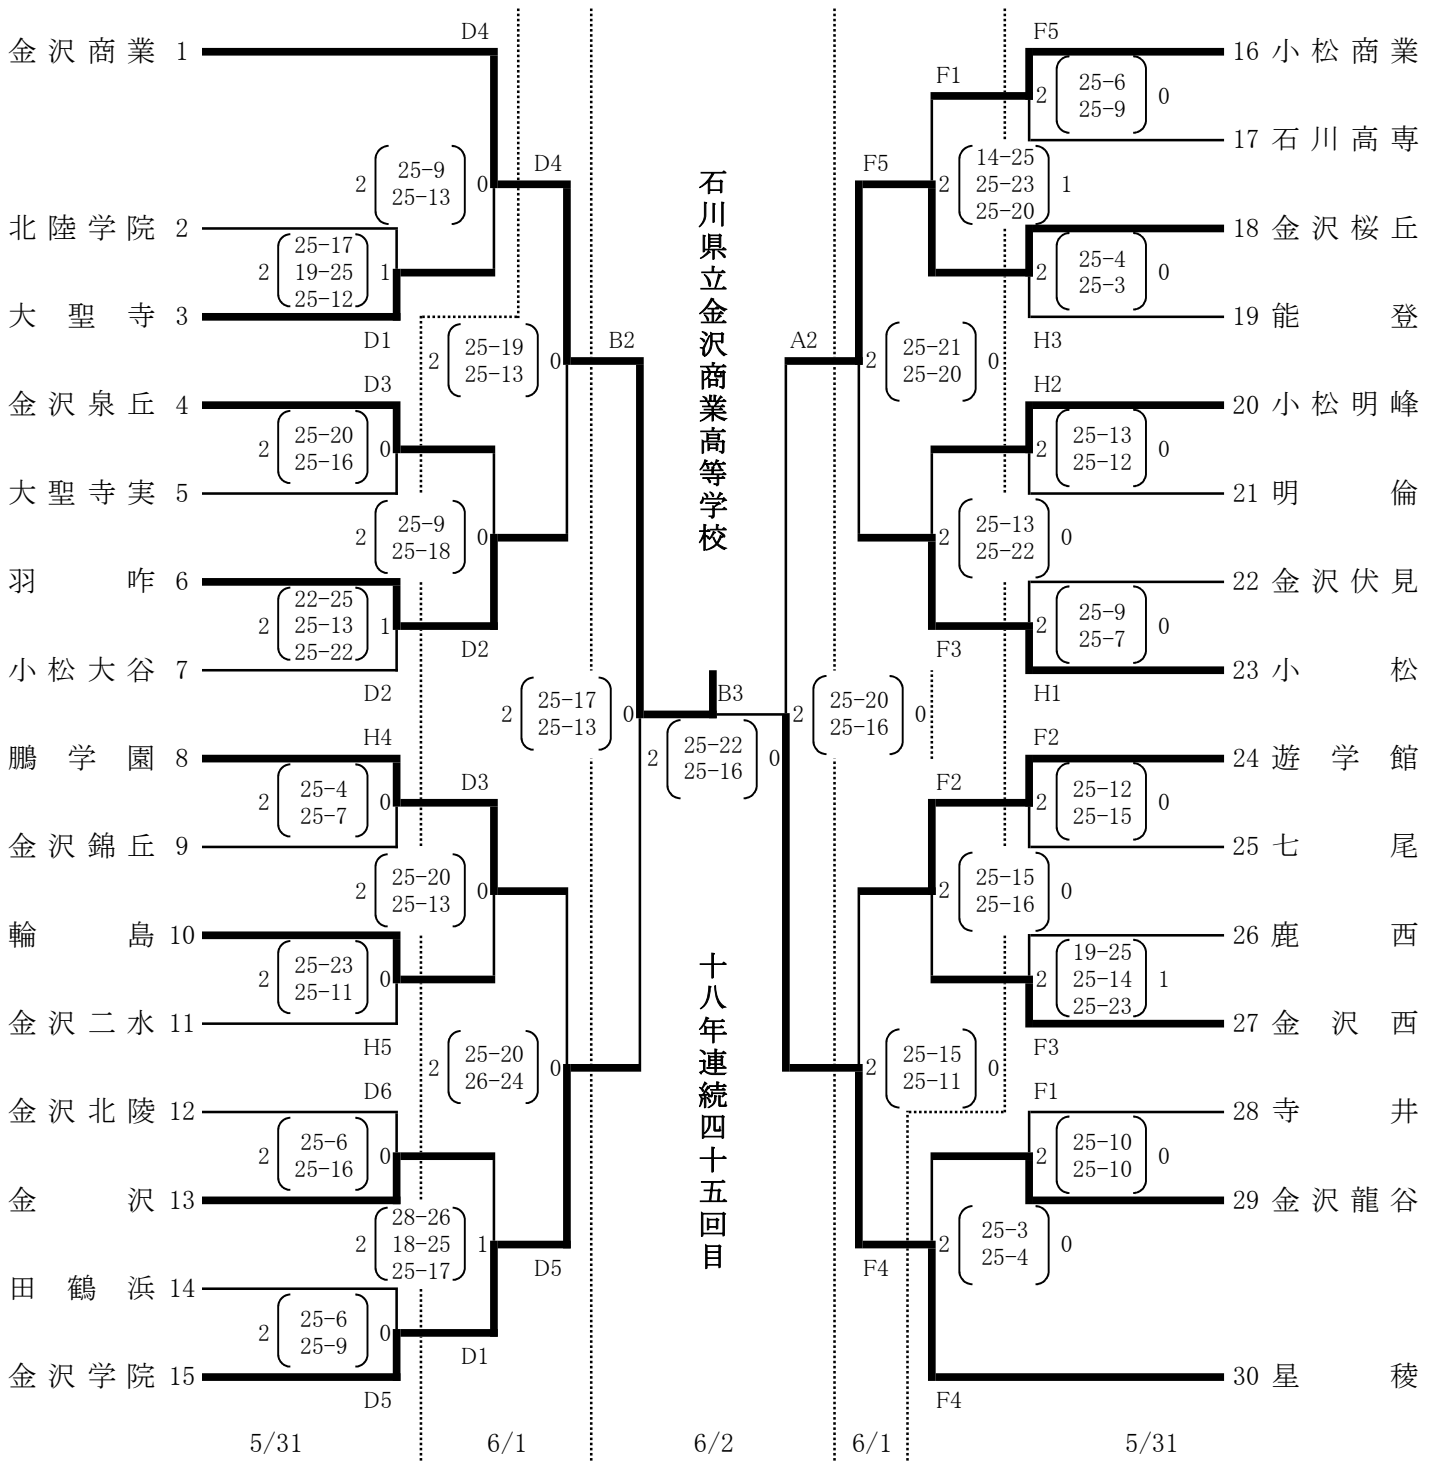 金沢商業 1
北陸学院 2
大聖寺 3
金沢泉丘 4
大聖寺実 5
羽咋 6
小松大谷 7
鵬学園 8
金沢錦丘 9
輪島 10
金沢二水 11
金沢北陵 12
金沢 13
田鶴浜 14
金沢学院 15
D4
2 25-9 0
25-13
2 25-17 1
19-25
25-12
D1
D3
2 25-20 0
25-16
2 25-9 0
25-18
2 22-25 1
25-13
25-22
D2
D2
H4
2 25-4 0
25-7
D3
2 25-20 0
25-13
2 25-23 0
25-11
H5
D6
2 25-6 0
25-16
2 28-26 1
18-25
25-17
2 25-6 0
25-9
D1
D5
D4
2 25-19 0
25-13
2 25-20 0
26-24
D5
B2
2 25-17 0
25-13
石川県立金沢商業高等学校
B3
2 25-22 0
25-16
十八年連続四十五回目
A2
2 25-20 0
25-16
F5
2 25-21 0
25-20
2 25-15 0
25-11
F4
F1
2 14-25 1
25-23
25-20
2 25-13 0
25-22
F3
F2
2 25-15 0
25-16
2 25-3 0
25-4
F4
F5
2 25-6 0
25-9
2 25-4 0
25-3
H3
H2
2 25-13 0
25-12
2 25-9 0
25-7
H1
F2
2 25-12 0
25-15
2 19-25 1
25-14
25-23
F3
F1
2 25-10 0
25-10
16 小松商業
17 石川高専
18 金沢桜丘
19 能登
20 小松明峰
21 明倫
22 金沢伏見
23 小松
24 遊学館
25 七尾
26 鹿西
27 金沢西
28 寺井
29 金沢龍谷
30 星稜
5/31 6/1 6/2 6/1 5/31